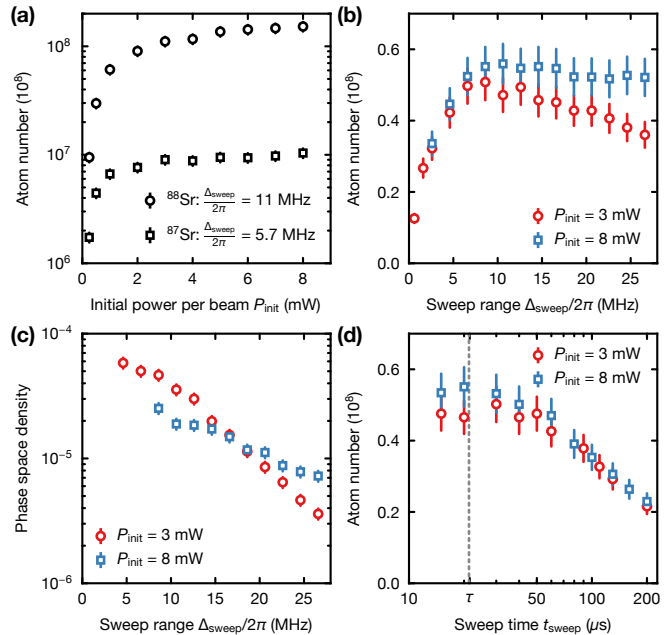 (a)
10⁸
10⁷
10⁶
Atom number (10⁸)
⁸⁸Sr: Δsweep/2π = 11 MHz
⁸⁷Sr: Δsweep/2π = 5.7 MHz
0 2 4 6 8
Initial power per beam Pinit (mW)
(b)
0.6
0.4
0.2
0.0
Atom number (10⁸)
Pinit = 3 mW
Pinit = 8 mW
0 5 10 15 20 25
Sweep range Δsweep/2π (MHz)
(c)
10⁻⁴
10⁻⁵
10⁻⁶
Phase space density
Pinit = 3 mW
Pinit = 8 mW
0 5 10 15 20 25
Sweep range Δsweep/2π (MHz)
(d)
0.6
0.4
0.2
0.0
Atom number (10⁸)
Pinit = 3 mW
Pinit = 8 mW
10 τ 50 100 200
Sweep time tsweep (µs)